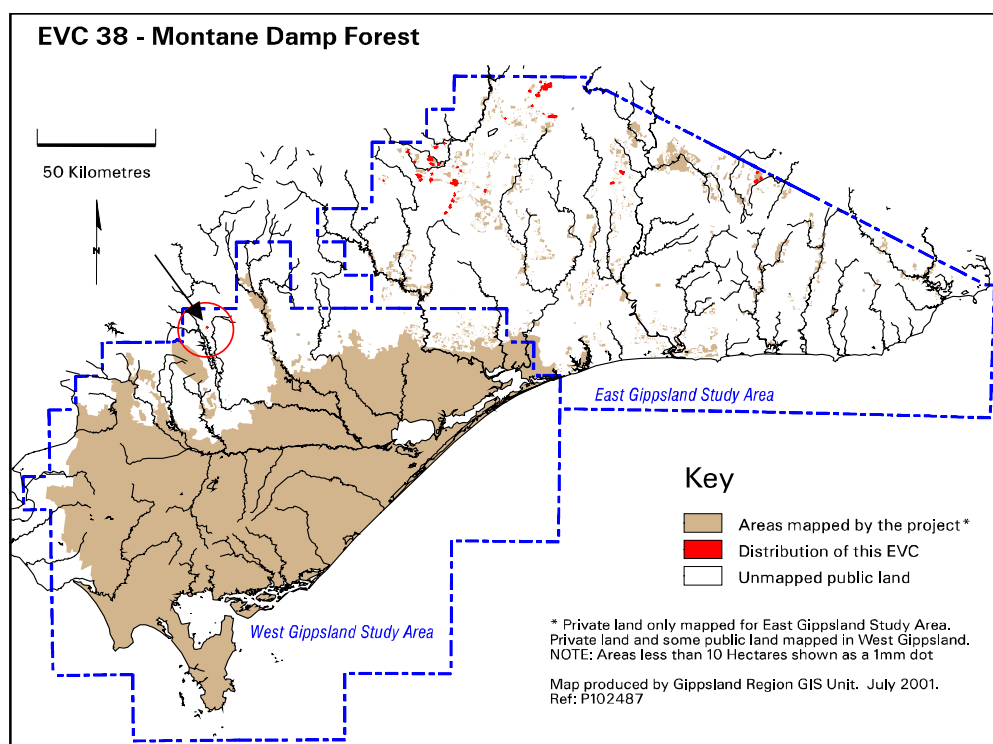 EVC 38 - Montane Damp Forest
50 Kilometres
N
East Gippsland Study Area
West Gippsland Study Area
Key
Areas mapped by the project*
Distribution of this EVC
Unmapped public land
* Private land only mapped for East Gippsland Study Area.
Private land and some public land mapped in West Gippsland.
NOTE: Areas less than 10 Hectares shown as a 1mm dot
Map produced by Gippsland Region GIS Unit. July 2001.
Ref: P102487